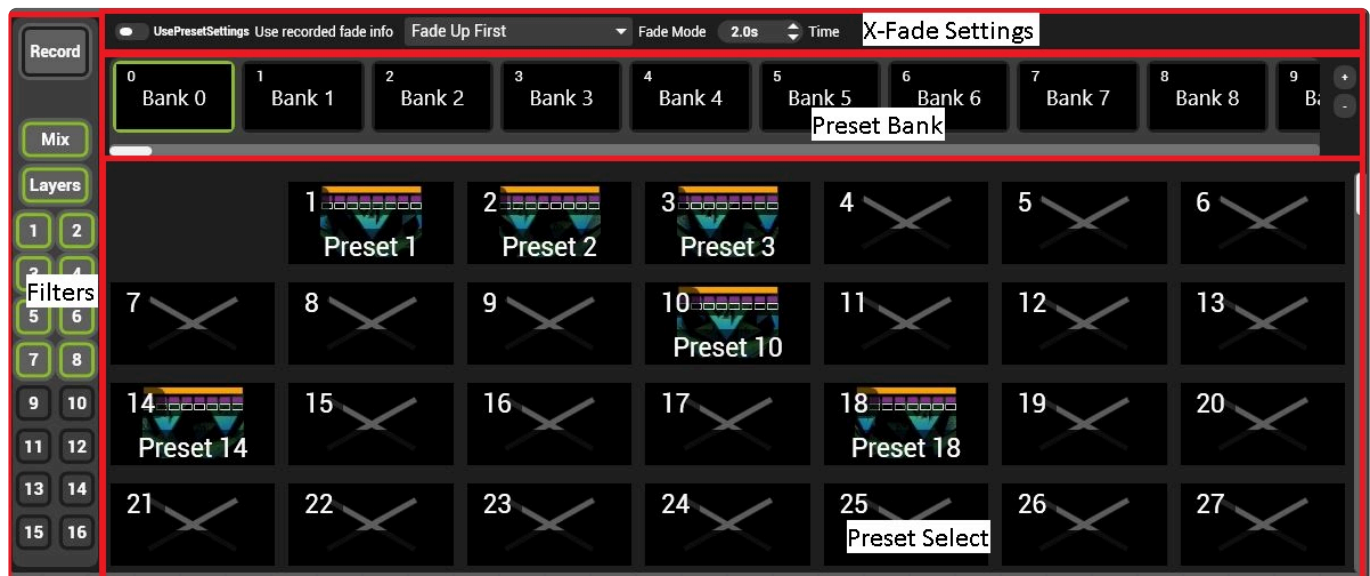 Record
UsePresetSettings Use recorded fade info Fade Up First Fade Mode 2.0s Time X-Fade Settings
0 1 2 3 4 5 6 7 8 9 +
Bank 0 Bank 1 Bank 2 Bank 3 Bank 4 Bank 5 Bank 6 Bank 7 Bank 8 -
Preset Bank
Mix
Layers
1 2
3 4
Filters
5 6
7 8
9 10
11 12
13 14
15 16
1 2 3 4 5 6
Preset 1 Preset 2 Preset 3
7 8 9 10 11 12 13
Preset 10
14 15 16 17 18 19 20
Preset 14 Preset 18
21 22 23 24 25 26 27
Preset Select